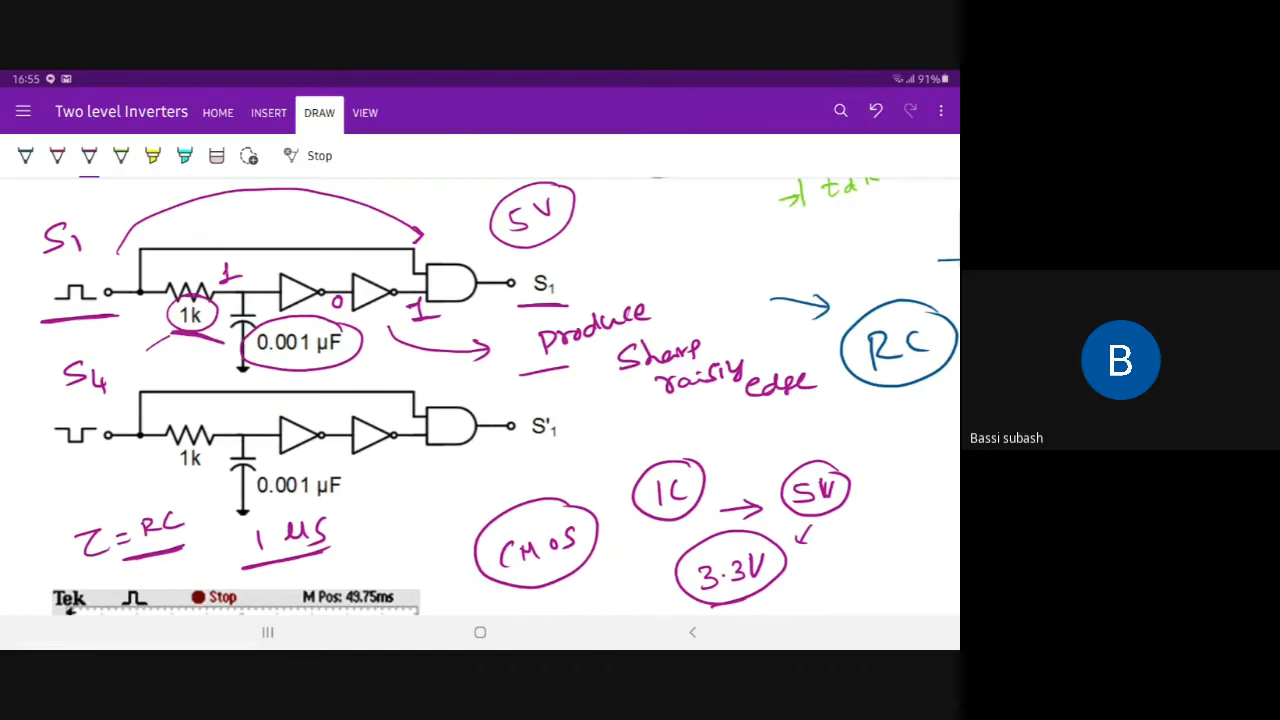 16:55
91%
Two level Inverters HOME INSERT DRAW VIEW
Stop
S1
5V
1
0
1
S₁
1k
0.001 µF
Produce
Sharp
raisiy
edge
RC
S4
1k
0.001 µF
S'₁
τ = RC
1 µs
CMOS
IC → 5V
3.3V
Tek Stop M Pos: 49.75ms
B
Bassi subash